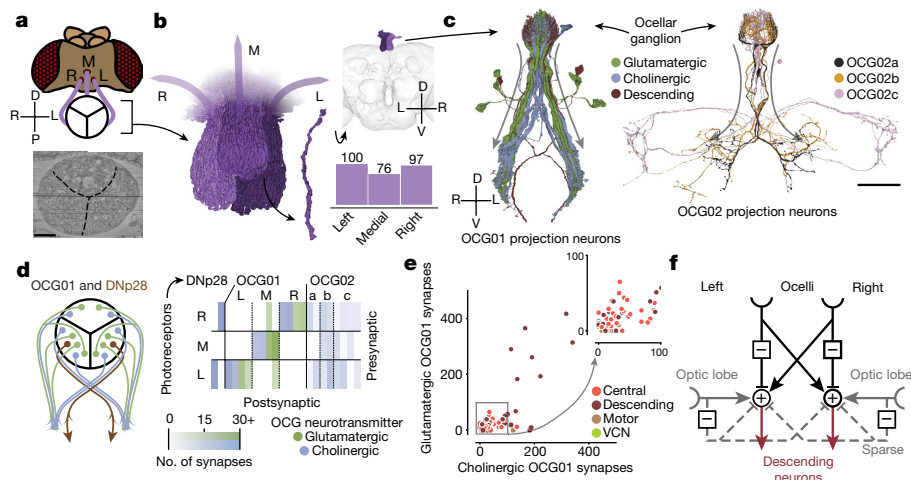 a
M
R L
D
R L
P
b
M
R
L
D
L R
V
100
76
97
Left
Medial
Right
c
Ocellar
ganglion
Glutamatergic
Cholinergic
Descending
D
R L
V
OCG01 projection neurons
OCG02a
OCG02b
OCG02c
OCG02 projection neurons
d
OCG01 and DNp28
DNp28
OCG01
OCG02
L M R a b c
Photoreceptors
R
M
L
Presynaptic
Postsynaptic
0 15 30+
No. of synapses
OCG neurotransmitter
Glutamatergic
Cholinergic
e
Glutamatergic OCG01 synapses
400
200
0
0 200 400
Cholinergic OCG01 synapses
100
0
0 100
Central
Descending
Motor
VCN
f
Left Ocelli Right
− −
Optic lobe Optic lobe
+ +
− −
Sparse
Descending
neurons